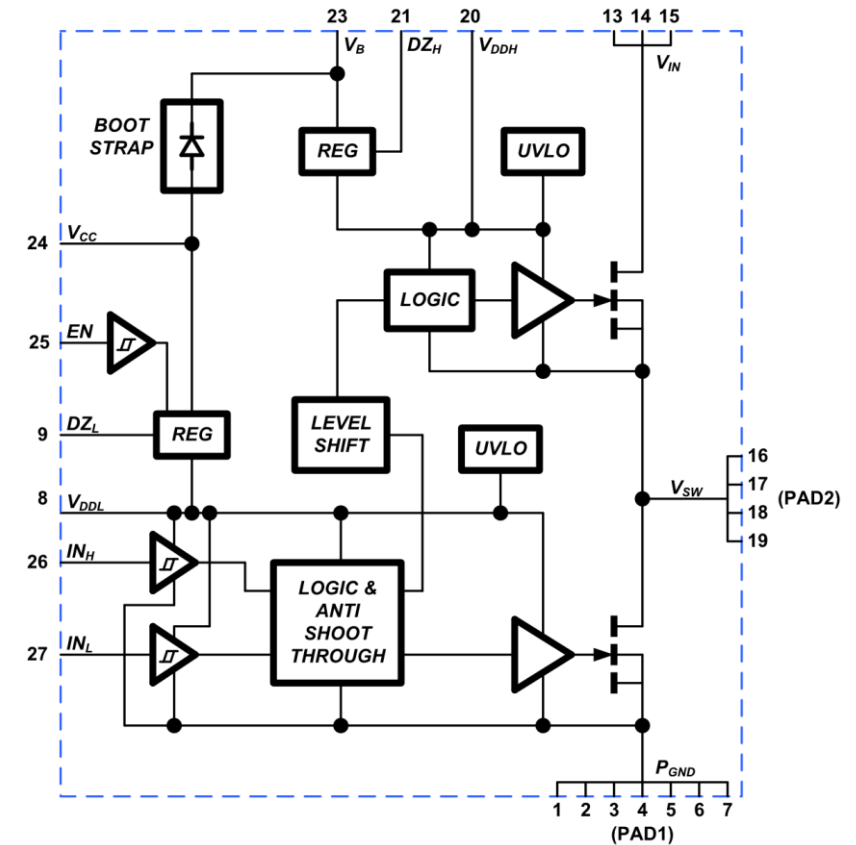 23 21 20 13 14 15
V_B DZ_H V_DDH
V_IN
BOOT
STRAP
REG
UVLO
24 V_CC
LOGIC
25 EN
LEVEL
SHIFT
9 DZ_L
REG
UVLO
16
17
18
19
V_SW
(PAD2)
8 V_DDL
26 IN_H
LOGIC &
ANTI
SHOOT
THROUGH
27 IN_L
P_GND
1 2 3 4 5 6 7
(PAD1)